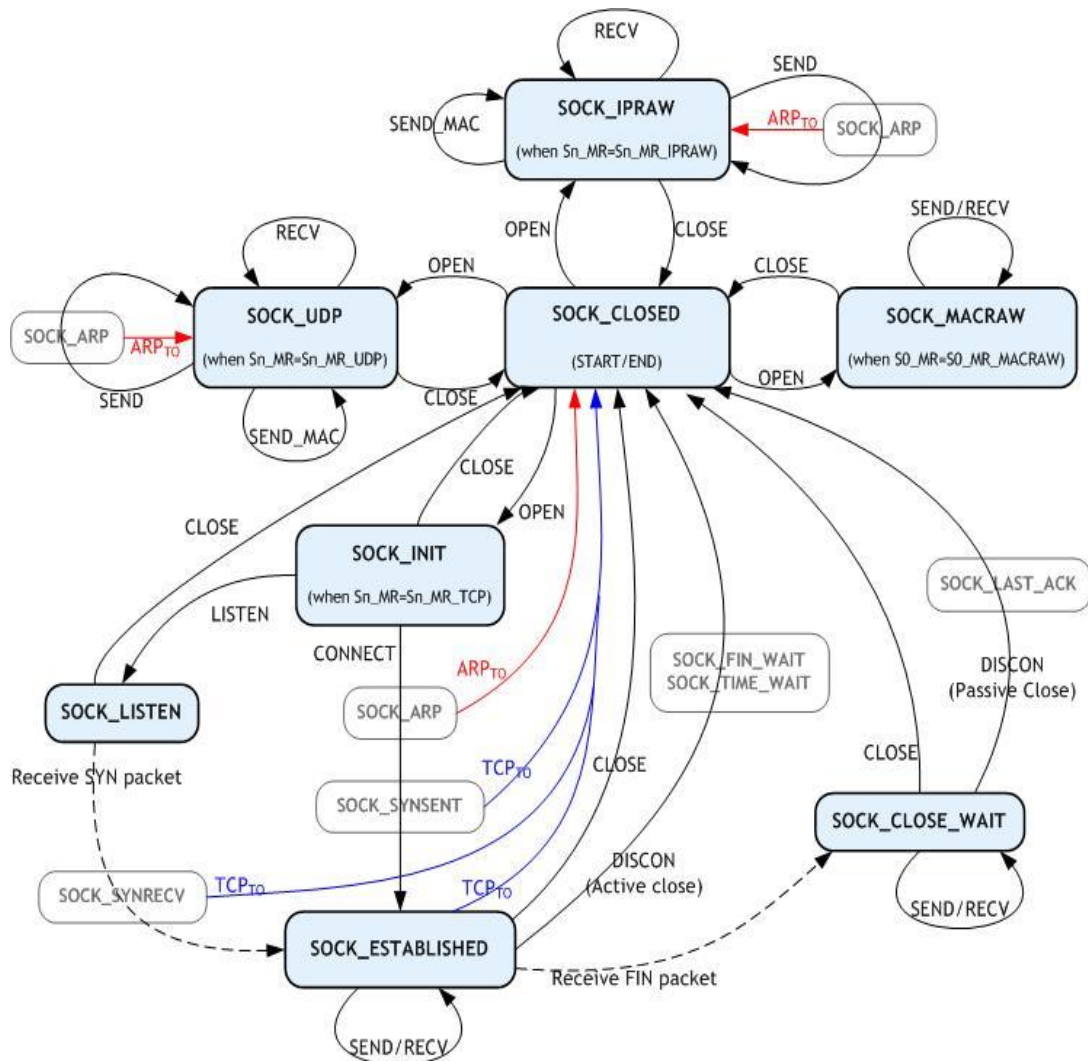 RECV
SEND
SOCK_IPRAW
SEND_MAC
ARPTO
SOCK_ARP
(when Sn_MR=Sn_MR_IPRAW)
SEND/RECV
RECV
OPEN
CLOSE
OPEN
CLOSE
SOCK_UDP
SOCK_CLOSED
SOCK_MACRAW
SOCK_ARP
ARPTO
(when Sn_MR=Sn_MR_UDP)
(START/END)
(when S0_MR=S0_MR_MACRAW)
SEND
CLOSE
OPEN
SEND_MAC
CLOSE
OPEN
CLOSE
SOCK_INIT
(when Sn_MR=Sn_MR_TCP)
SOCK_LAST_ACK
LISTEN
CONNECT
SOCK_FIN_WAIT
SOCK_TIME_WAIT
ARPTO
DISCON
(Passive Close)
SOCK_LISTEN
SOCK_ARP
CLOSE
Receive SYN packet
TCPTO
CLOSE
SOCK_SYNSENT
SOCK_CLOSE_WAIT
DISCON
(Active close)
SOCK_SYNRECV
TCPTO
TCPTO
SEND/RECV
SOCK_ESTABLISHED
Receive FIN packet
SEND/RECV